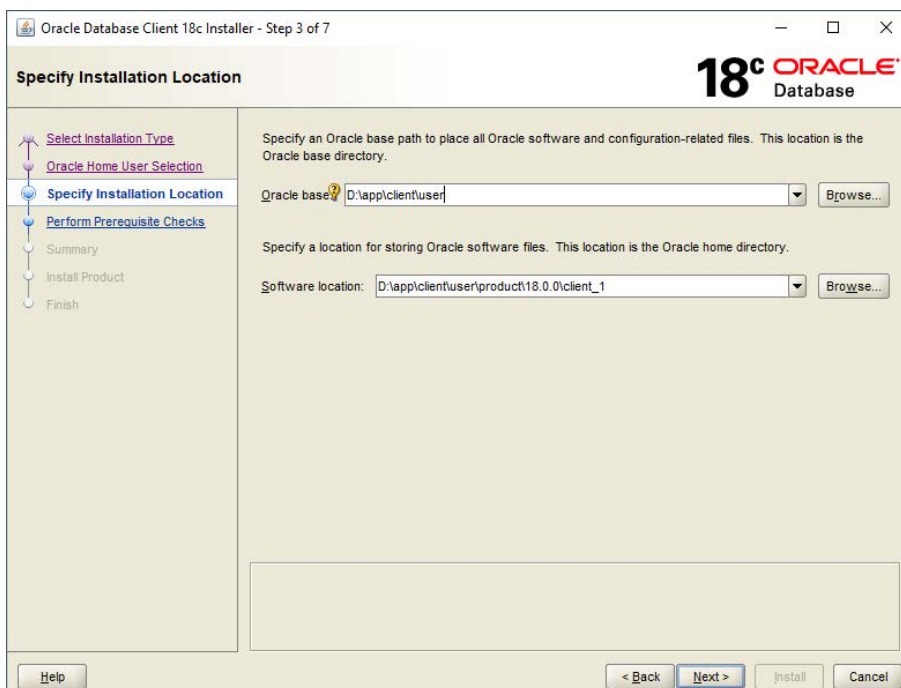 Oracle Database Client 18c Installer - Step 3 of 7
Specify Installation Location
18c ORACLE
Database
Select Installation Type
Oracle Home User Selection
Specify Installation Location
Perform Prerequisite Checks
Summary
Install Product
Finish
Specify an Oracle base path to place all Oracle software and configuration-related files. This location is the
Oracle base directory.
Oracle base: D:\app\client\user Browse...
Specify a location for storing Oracle software files. This location is the Oracle home directory.
Software location: D:\app\client\user\product\18.0.0\client_1 Browse...
Help < Back Next > Install Cancel